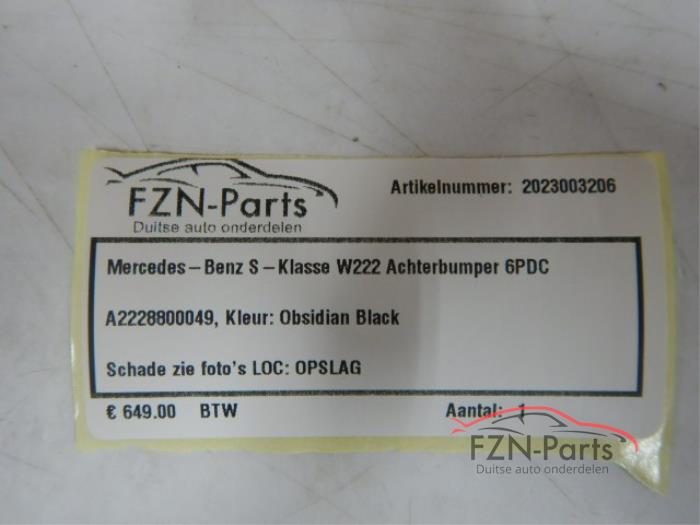 FZN-Parts
Duitse auto onderdelen
Artikelnummer: 2023003206
Mercedes-Benz S-Klasse W222 Achterbumper 6PDC
A2228800049, Kleur: Obsidian Black
Schade zie foto's LOC: OPSLAG
€ 649.00 BTW
Aantal: 1
FZN-Parts
Duitse auto onderdelen